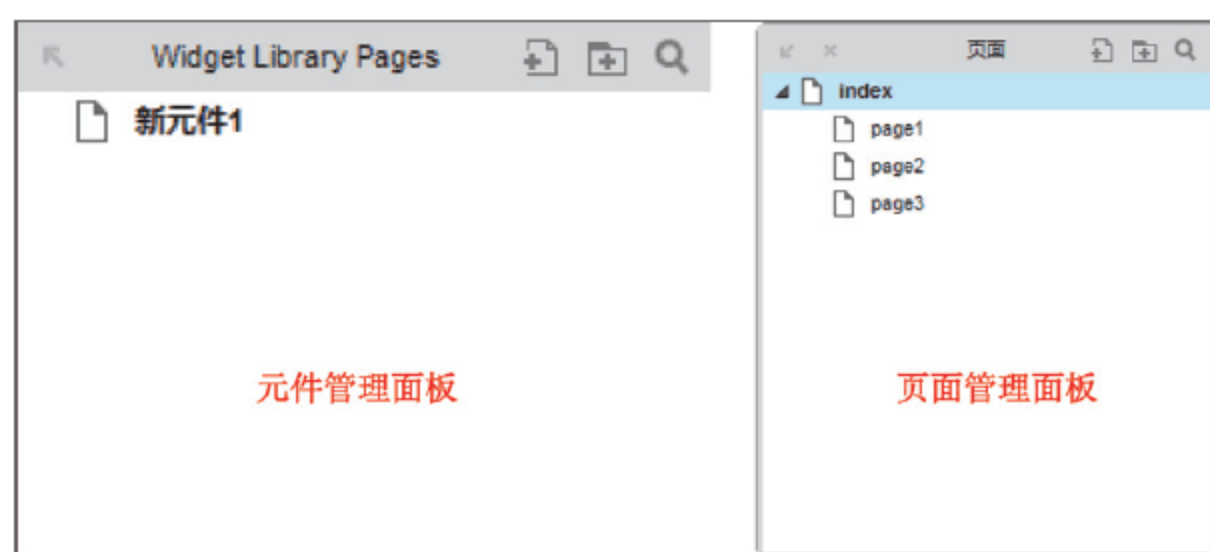 Widget Library Pages
新元件1
元件管理面板
页面
index
page1
page2
page3
页面管理面板